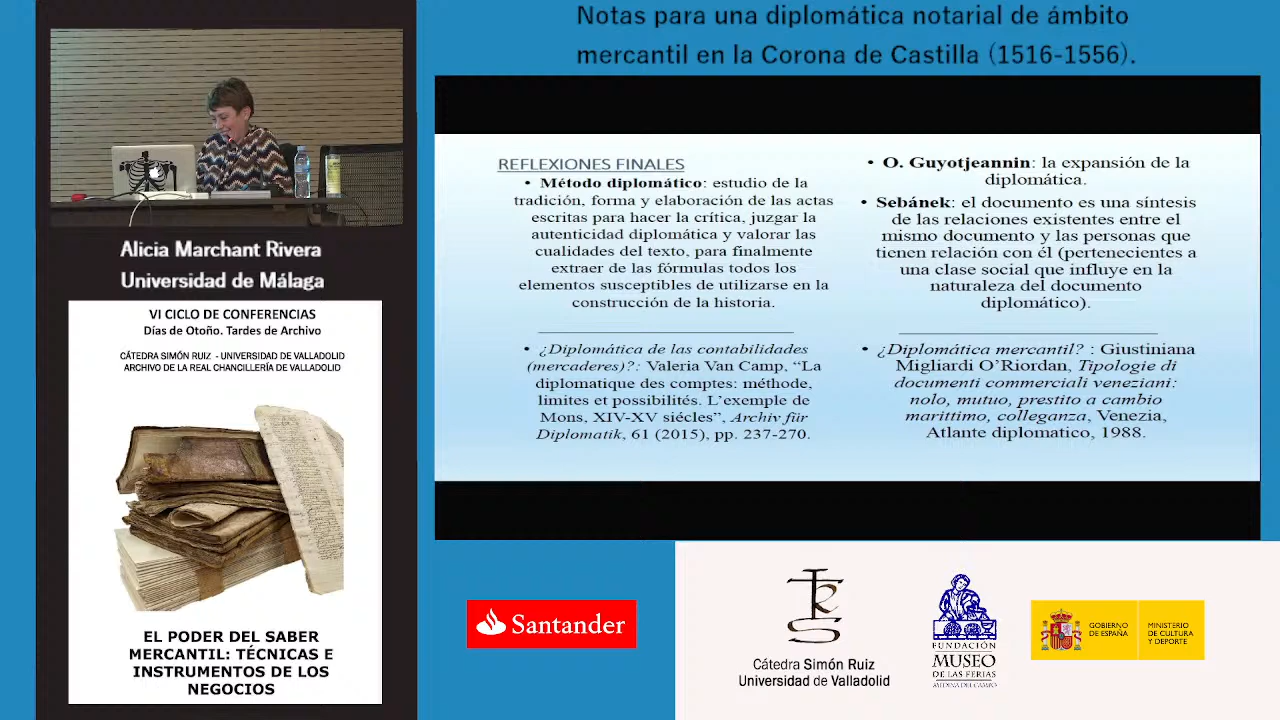 Notas para una diplomática notarial de ámbito
mercantil en la Corona de Castilla (1516-1556).
Alicia Marchant Rivera
Universidad de Málaga
VI CICLO DE CONFERENCIAS
Días de Otoño. Tardes de Archivo
CÁTEDRA SIMÓN RUIZ - UNIVERSIDAD DE VALLADOLID
ARCHIVO DE LA REAL CHANCILLERÍA DE VALLADOLID
EL PODER DEL SABER
MERCANTIL: TÉCNICAS E
INSTRUMENTOS DE LOS
NEGOCIOS
REFLEXIONES FINALES
• Método diplomático: estudio de la
tradición, forma y elaboración de las actas
escritas para hacer la crítica, juzgar la
autenticidad diplomática y valorar las
cualidades del texto, para finalmente
extraer de las fórmulas todos los
elementos susceptibles de utilizarse en la
construcción de la historia.
• ¿Diplomática de las contabilidades
(mercaderes)?: Valeria Van Camp, “La
diplomatique des comptes: méthode,
limites et possibilités. L’exemple de
Mons, XIV-XV siécles”, Archiv für
Diplomatik, 61 (2015), pp. 237-270.
• O. Guyotjeannin: la expansión de la
diplomática.
• Sebánek: el documento es una síntesis
de las relaciones existentes entre el
mismo documento y las personas que
tienen relación con él (pertenecientes a
una clase social que influye en la
naturaleza del documento
diplomático).
• ¿Diplomática mercantil? : Giustiniana
Migliardi O’Riordan, Tipologie di
documenti commerciali veneziani:
nolo, mutuo, prestito a cambio
marittimo, colleganza, Venezia,
Atlante diplomatico, 1988.
Santander
Cátedra Simón Ruiz
Universidad de Valladolid
FUNDACIÓN
MUSEO
DE LAS FERIAS
MEDINA DEL CAMPO
GOBIERNO
DE ESPAÑA
MINISTERIO
DE CULTURA
Y DEPORTE